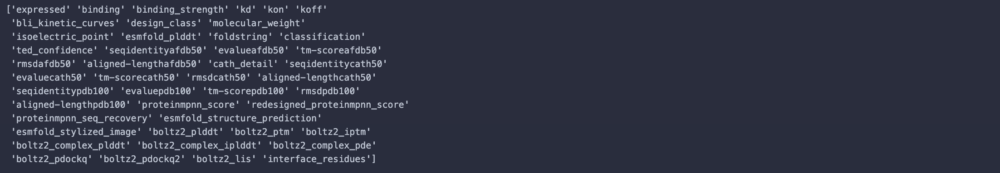 ['expressed' 'binding' 'binding_strength' 'kd' 'kon' 'koff'
'bli_kinetic_curves' 'design_class' 'molecular_weight'
'isoelectric_point' 'esmfold_plddt' 'foldstring' 'classification'
'ted_confidence' 'seqidentityafdb50' 'evalueafdb50' 'tm-scoreafdb50'
'rmsdafdb50' 'aligned-lengthafdb50' 'cath_detail' 'seqidentitycath50'
'evaluecath50' 'tm-scorecath50' 'rmsdcath50' 'aligned-lengthcath50'
'seqidentitypdb100' 'evaluepdb100' 'tm-scorepdb100' 'rmsdpdb100'
'aligned-lengthpdb100' 'proteinmpnn_score' 'redesigned_proteinmpnn_score'
'proteinmpnn_seq_recovery' 'esmfold_structure_prediction'
'esmfold_stylized_image' 'boltz2_plddt' 'boltz2_ptm' 'boltz2_iptm'
'boltz2_complex_plddt' 'boltz2_complex_iplddt' 'boltz2_complex_pde'
'boltz2_pdockq' 'boltz2_pdockq2' 'boltz2_lis' 'interface_residues']